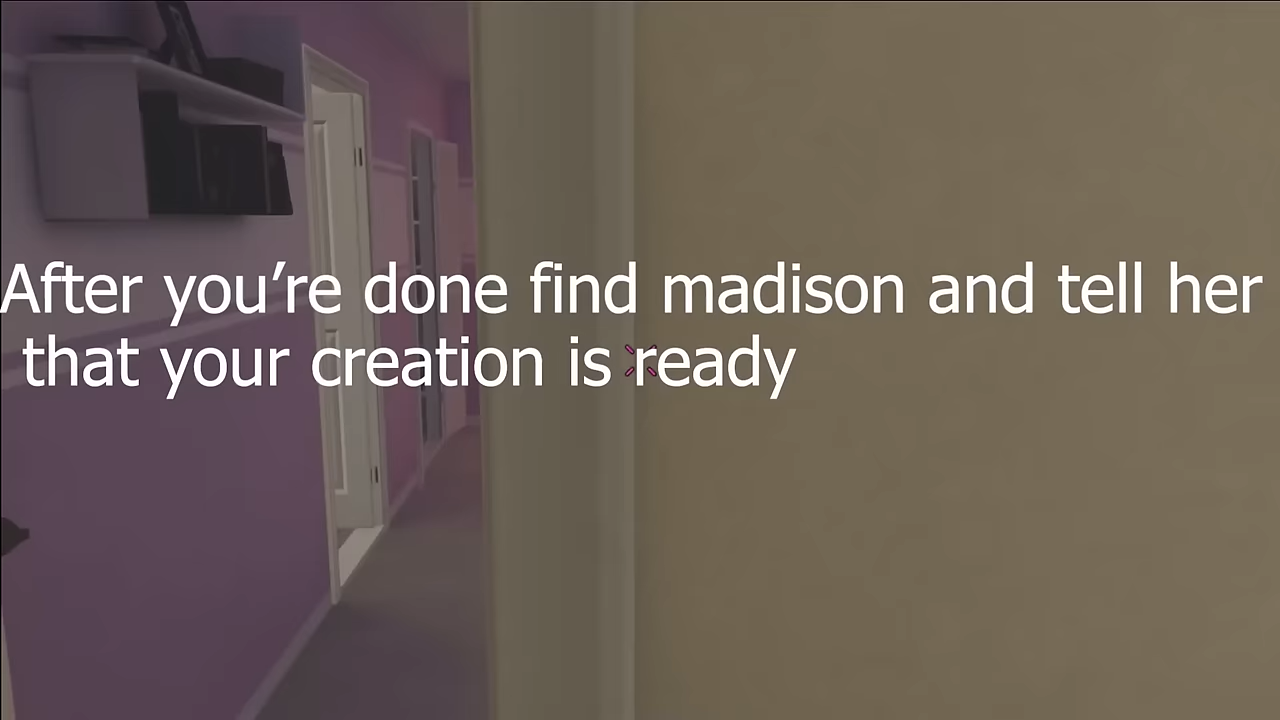 After you’re done find madison and tell her
that your creation is ready